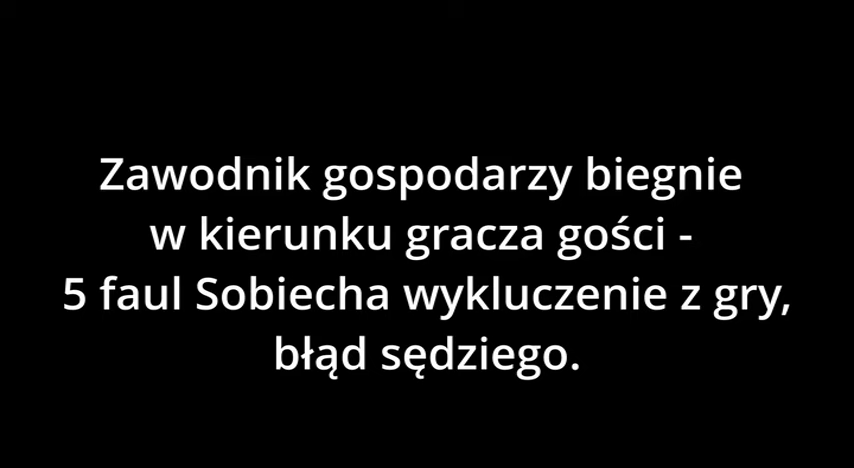 Zawodnik gospodarzy biegnie
w kierunku gracza gości -
5 faul Sobiecha wykluczenie z gry,
błąd sędziego.